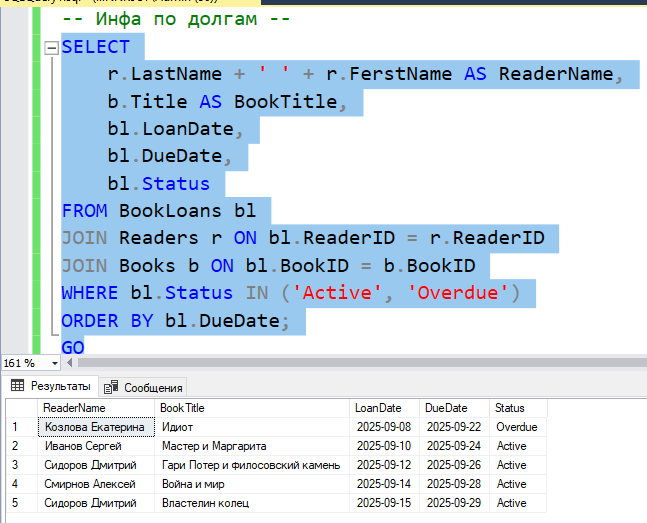 -- Инфа по долгам --
SELECT
r.LastName + ' ' + r.FerstName AS ReaderName,
b.Title AS BookTitle,
bl.LoanDate,
bl.DueDate,
bl.Status
FROM BookLoans bl
JOIN Readers r ON bl.ReaderID = r.ReaderID
JOIN Books b ON bl.BookID = b.BookID
WHERE bl.Status IN ('Active', 'Overdue')
ORDER BY bl.DueDate;
GO
161 %
Результаты Сообщения
ReaderName BookTitle LoanDate DueDate Status
1 Козлова Екатерина Идиот 2025-09-08 2025-09-22 Overdue
2 Иванов Сергей Мастер и Маргарита 2025-09-10 2025-09-24 Active
3 Сидоров Дмитрий Гари Потер и филосовский камень 2025-09-12 2025-09-26 Active
4 Смирнов Алексей Война и мир 2025-09-14 2025-09-28 Active
5 Сидоров Дмитрий Властелин колец 2025-09-15 2025-09-29 Active